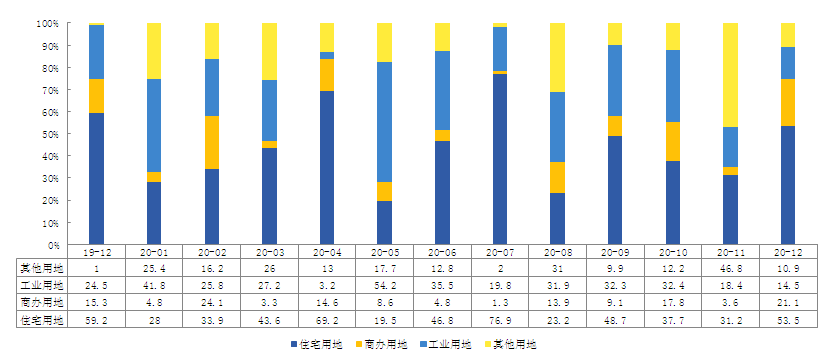 100%
90%
80%
70%
60%
50%
40%
30%
20%
10%
0%
19-12 20-01 20-02 20-03 20-04 20-05 20-06 20-07 20-08 20-09 20-10 20-11 20-12
其他用地 1 25.4 16.2 26 13 17.7 12.8 2 31 9.9 12.2 46.8 10.9
工业用地 24.5 41.8 25.8 27.2 3.2 54.2 35.5 19.8 31.9 32.3 32.4 18.4 14.5
商办用地 15.3 4.8 24.1 3.3 14.6 8.6 4.8 1.3 13.9 9.1 17.8 3.6 21.1
住宅用地 59.2 28 33.9 43.6 69.2 19.5 46.8 76.9 23.2 48.7 37.7 31.2 53.5
住宅用地 商办用地 工业用地 其他用地